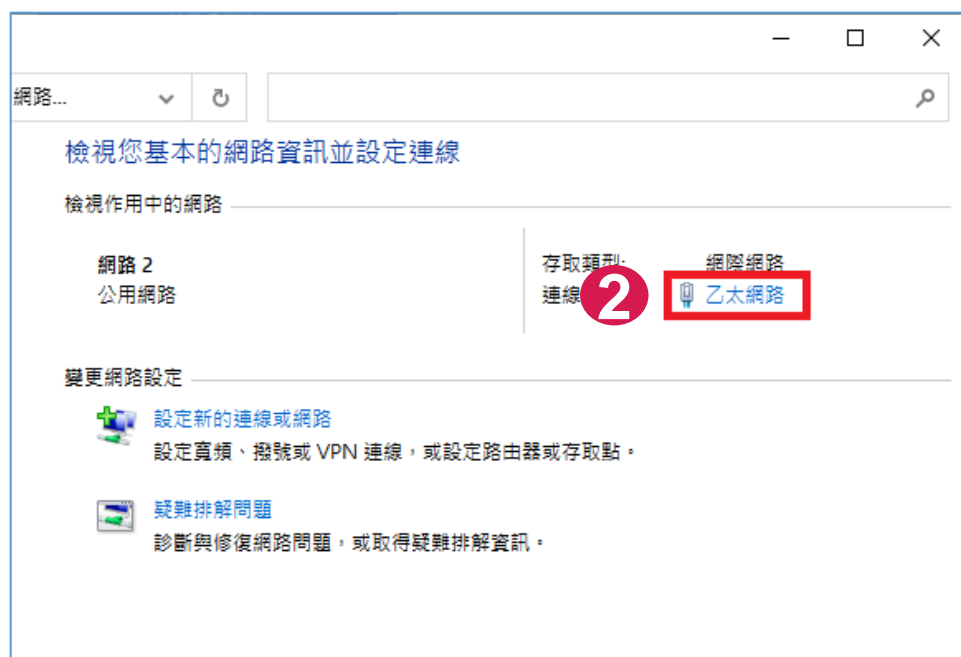 網路...
檢視您基本的網路資訊並設定連線
檢視作用中的網路
網路 2
公用網路
存取類型:
網際網路
連線
2
乙太網路
變更網路設定
設定新的連線或網路
設定寬頻、撥號或 VPN 連線，或設定路由器或存取點。
疑難排解問題
診斷與修復網路問題，或取得疑難排解資訊。